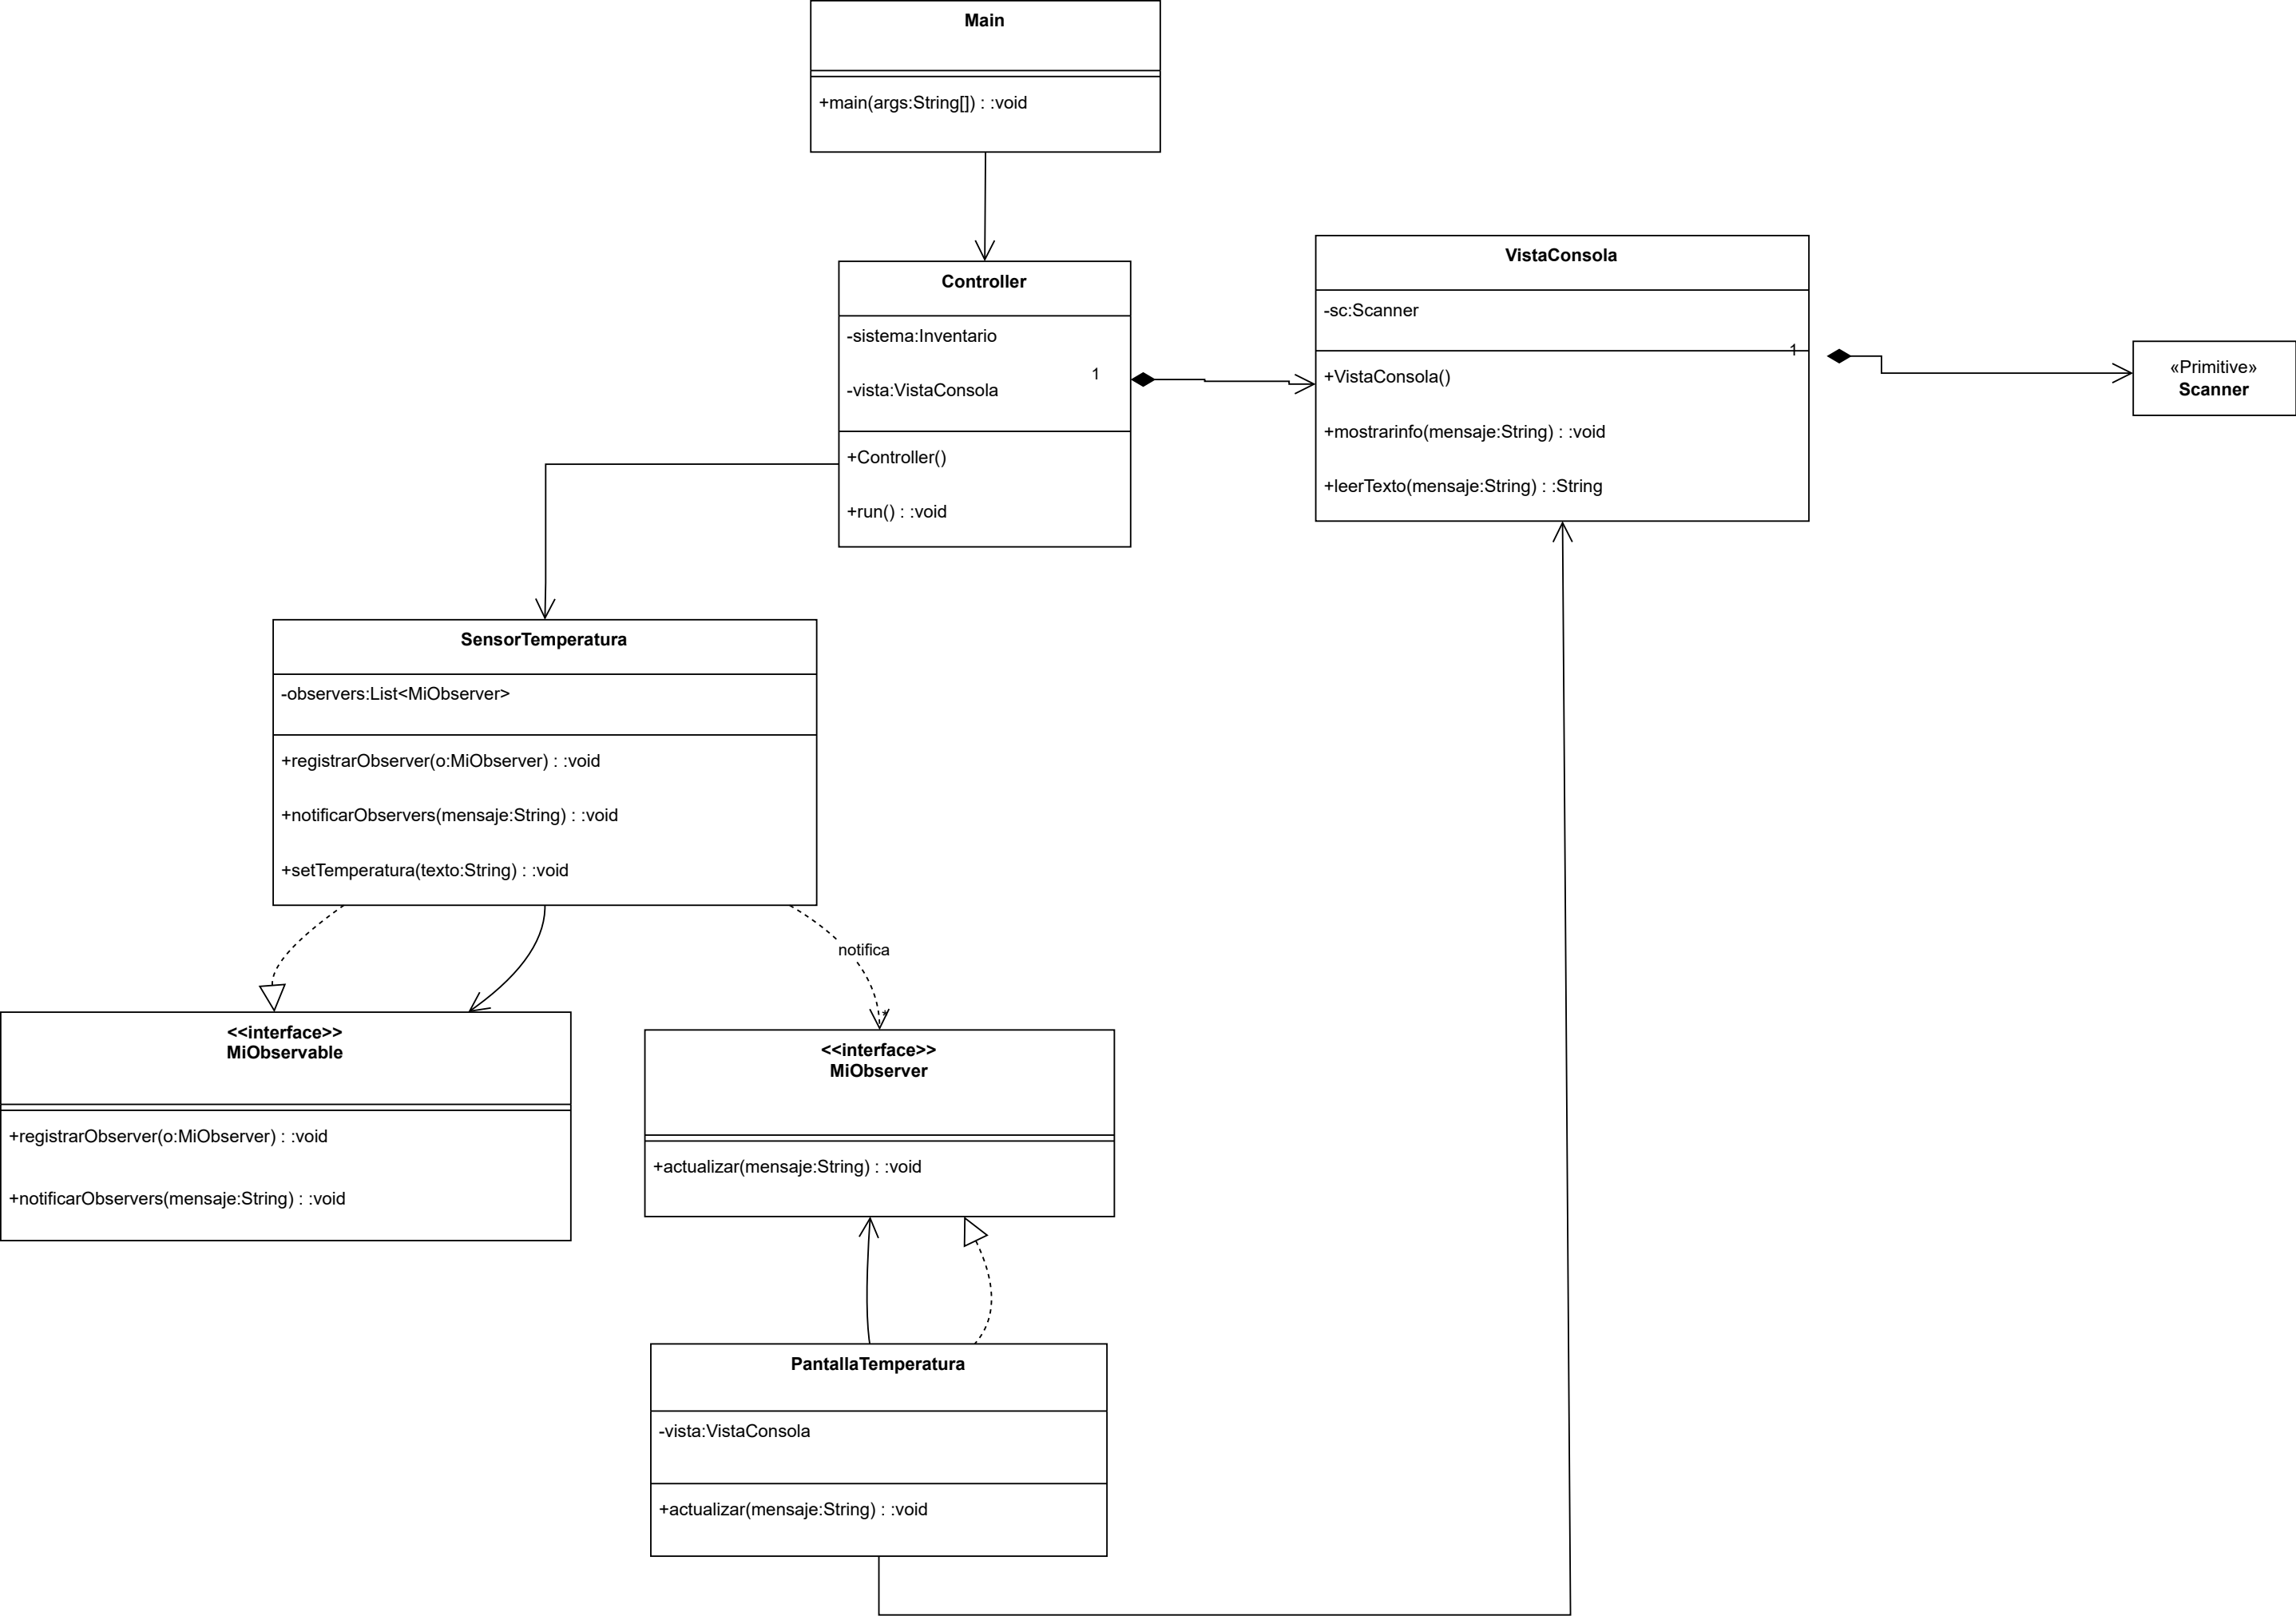 Main
+main(args:String[]) : :void
Controller
-sistema:Inventario
-vista:VistaConsola
+Controller()
+run() : :void
1
VistaConsola
-sc:Scanner
1
+VistaConsola()
+mostrarinfo(mensaje:String) : :void
+leerTexto(mensaje:String) : :String
«Primitive»
Scanner
SensorTemperatura
-observers:List<MiObserver>
+registrarObserver(o:MiObserver) : :void
+notificarObservers(mensaje:String) : :void
+setTemperatura(texto:String) : :void
notifica
*
<<interface>>
MiObservable
+registrarObserver(o:MiObserver) : :void
+notificarObservers(mensaje:String) : :void
<<interface>>
MiObserver
+actualizar(mensaje:String) : :void
PantallaTemperatura
-vista:VistaConsola
+actualizar(mensaje:String) : :void